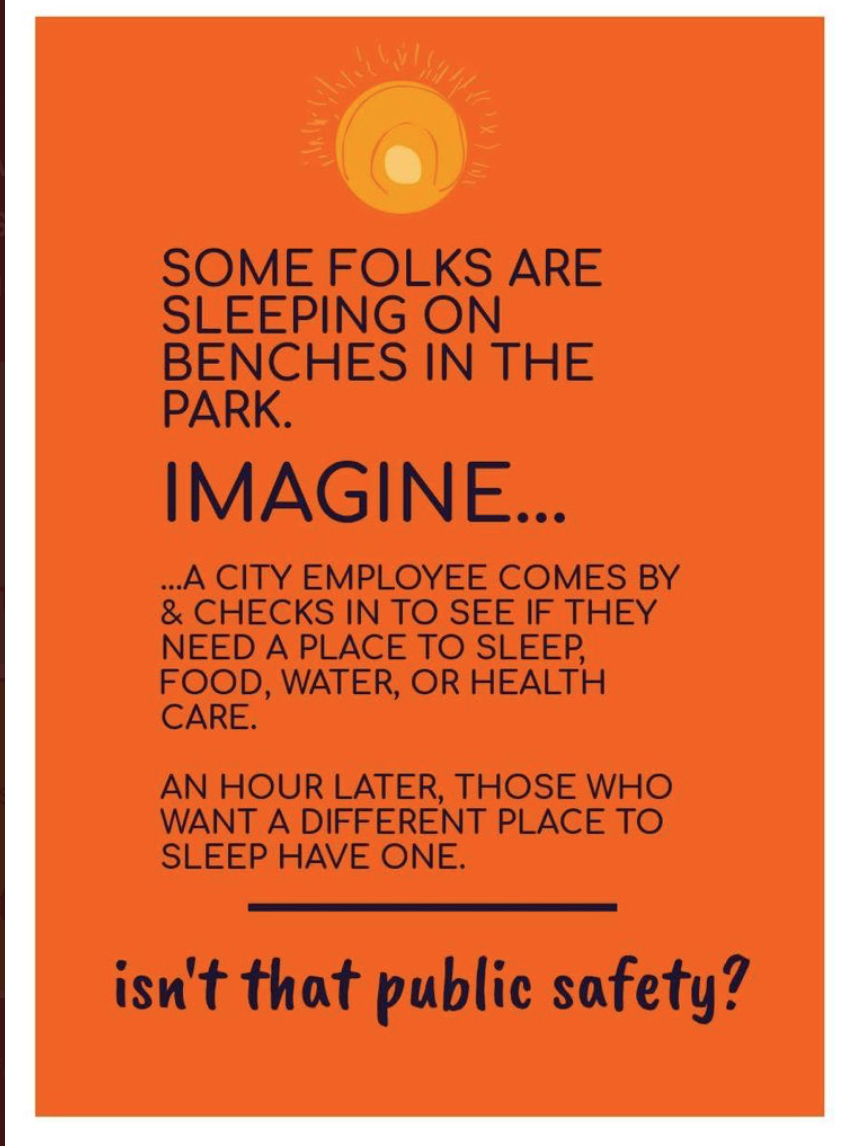 SOME FOLKS ARE
SLEEPING ON
BENCHES IN THE
PARK.
IMAGINE...
...A CITY EMPLOYEE COMES BY
& CHECKS IN TO SEE IF THEY
NEED A PLACE TO SLEEP,
FOOD, WATER, OR HEALTH
CARE.
AN HOUR LATER, THOSE WHO
WANT A DIFFERENT PLACE TO
SLEEP HAVE ONE.
isn't that public safety?